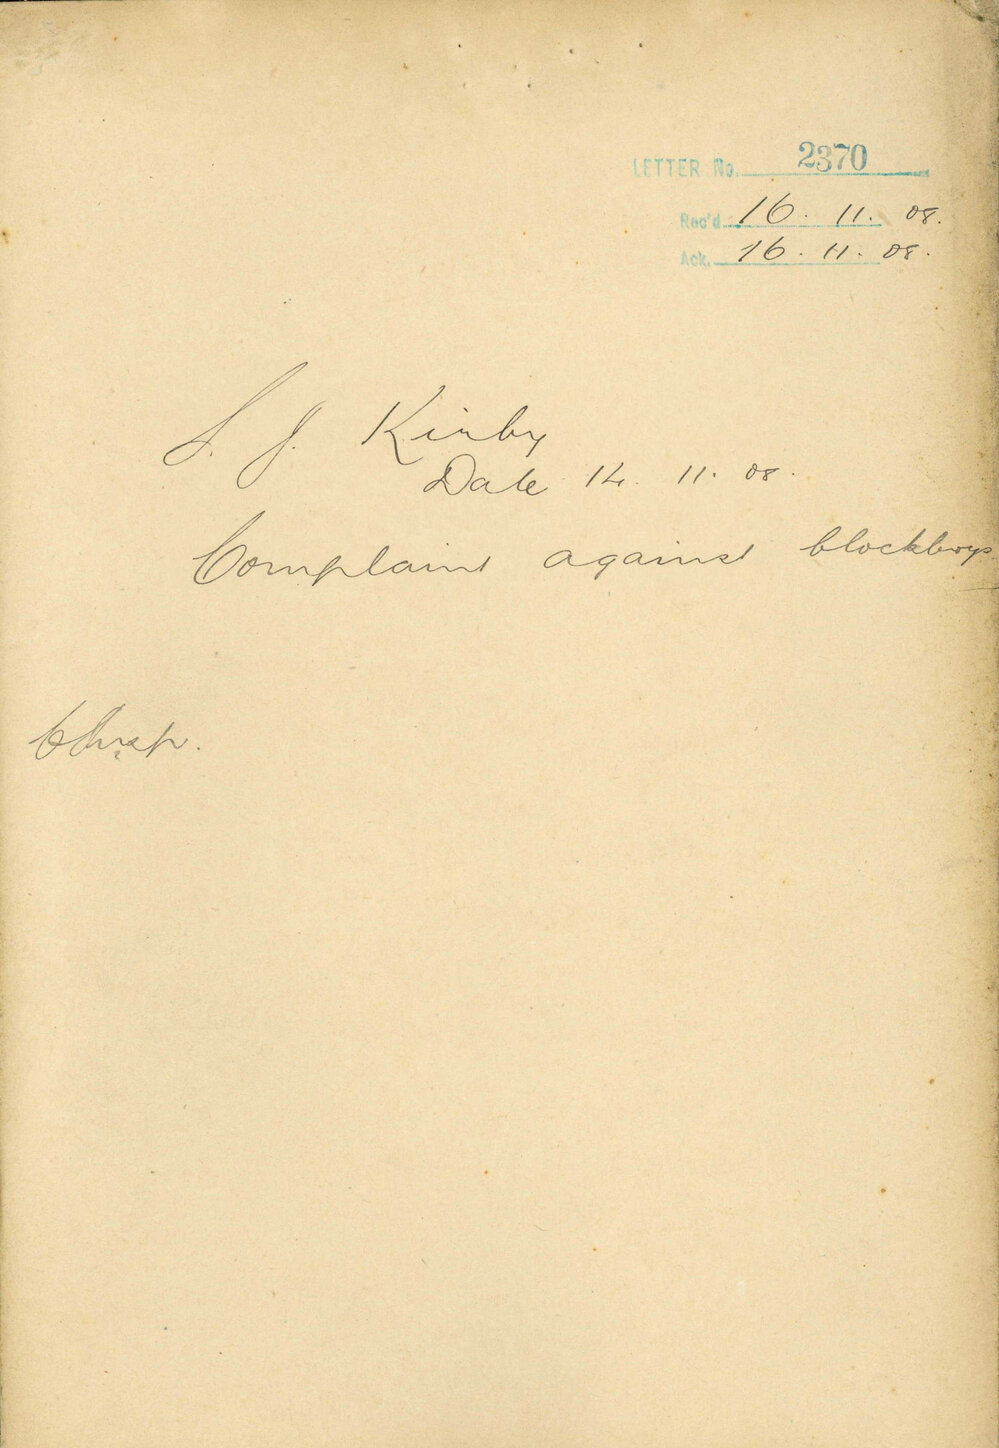 LETTER No. 2370
Rec'd 16. 11. 08.
Ack. 16. 11. 08.
S. J. Kirby
Date 14. 11. 08.
Complaint against blockboys